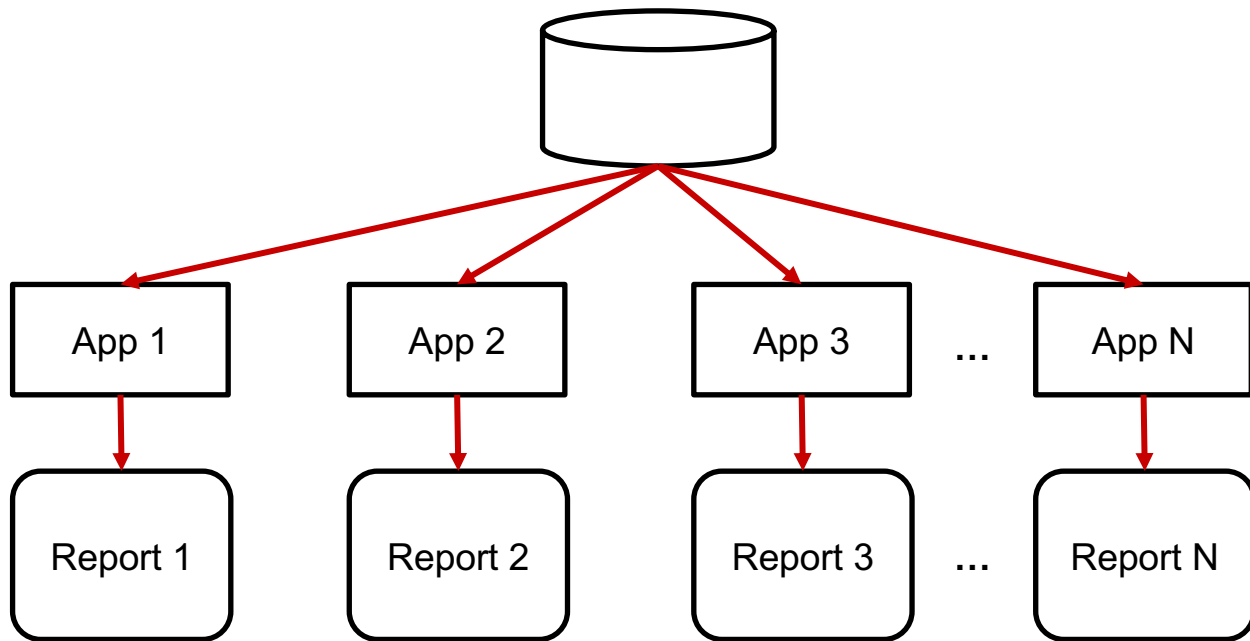 App 1
App 2
App 3
...
App N
Report 1
Report 2
Report 3
...
Report N